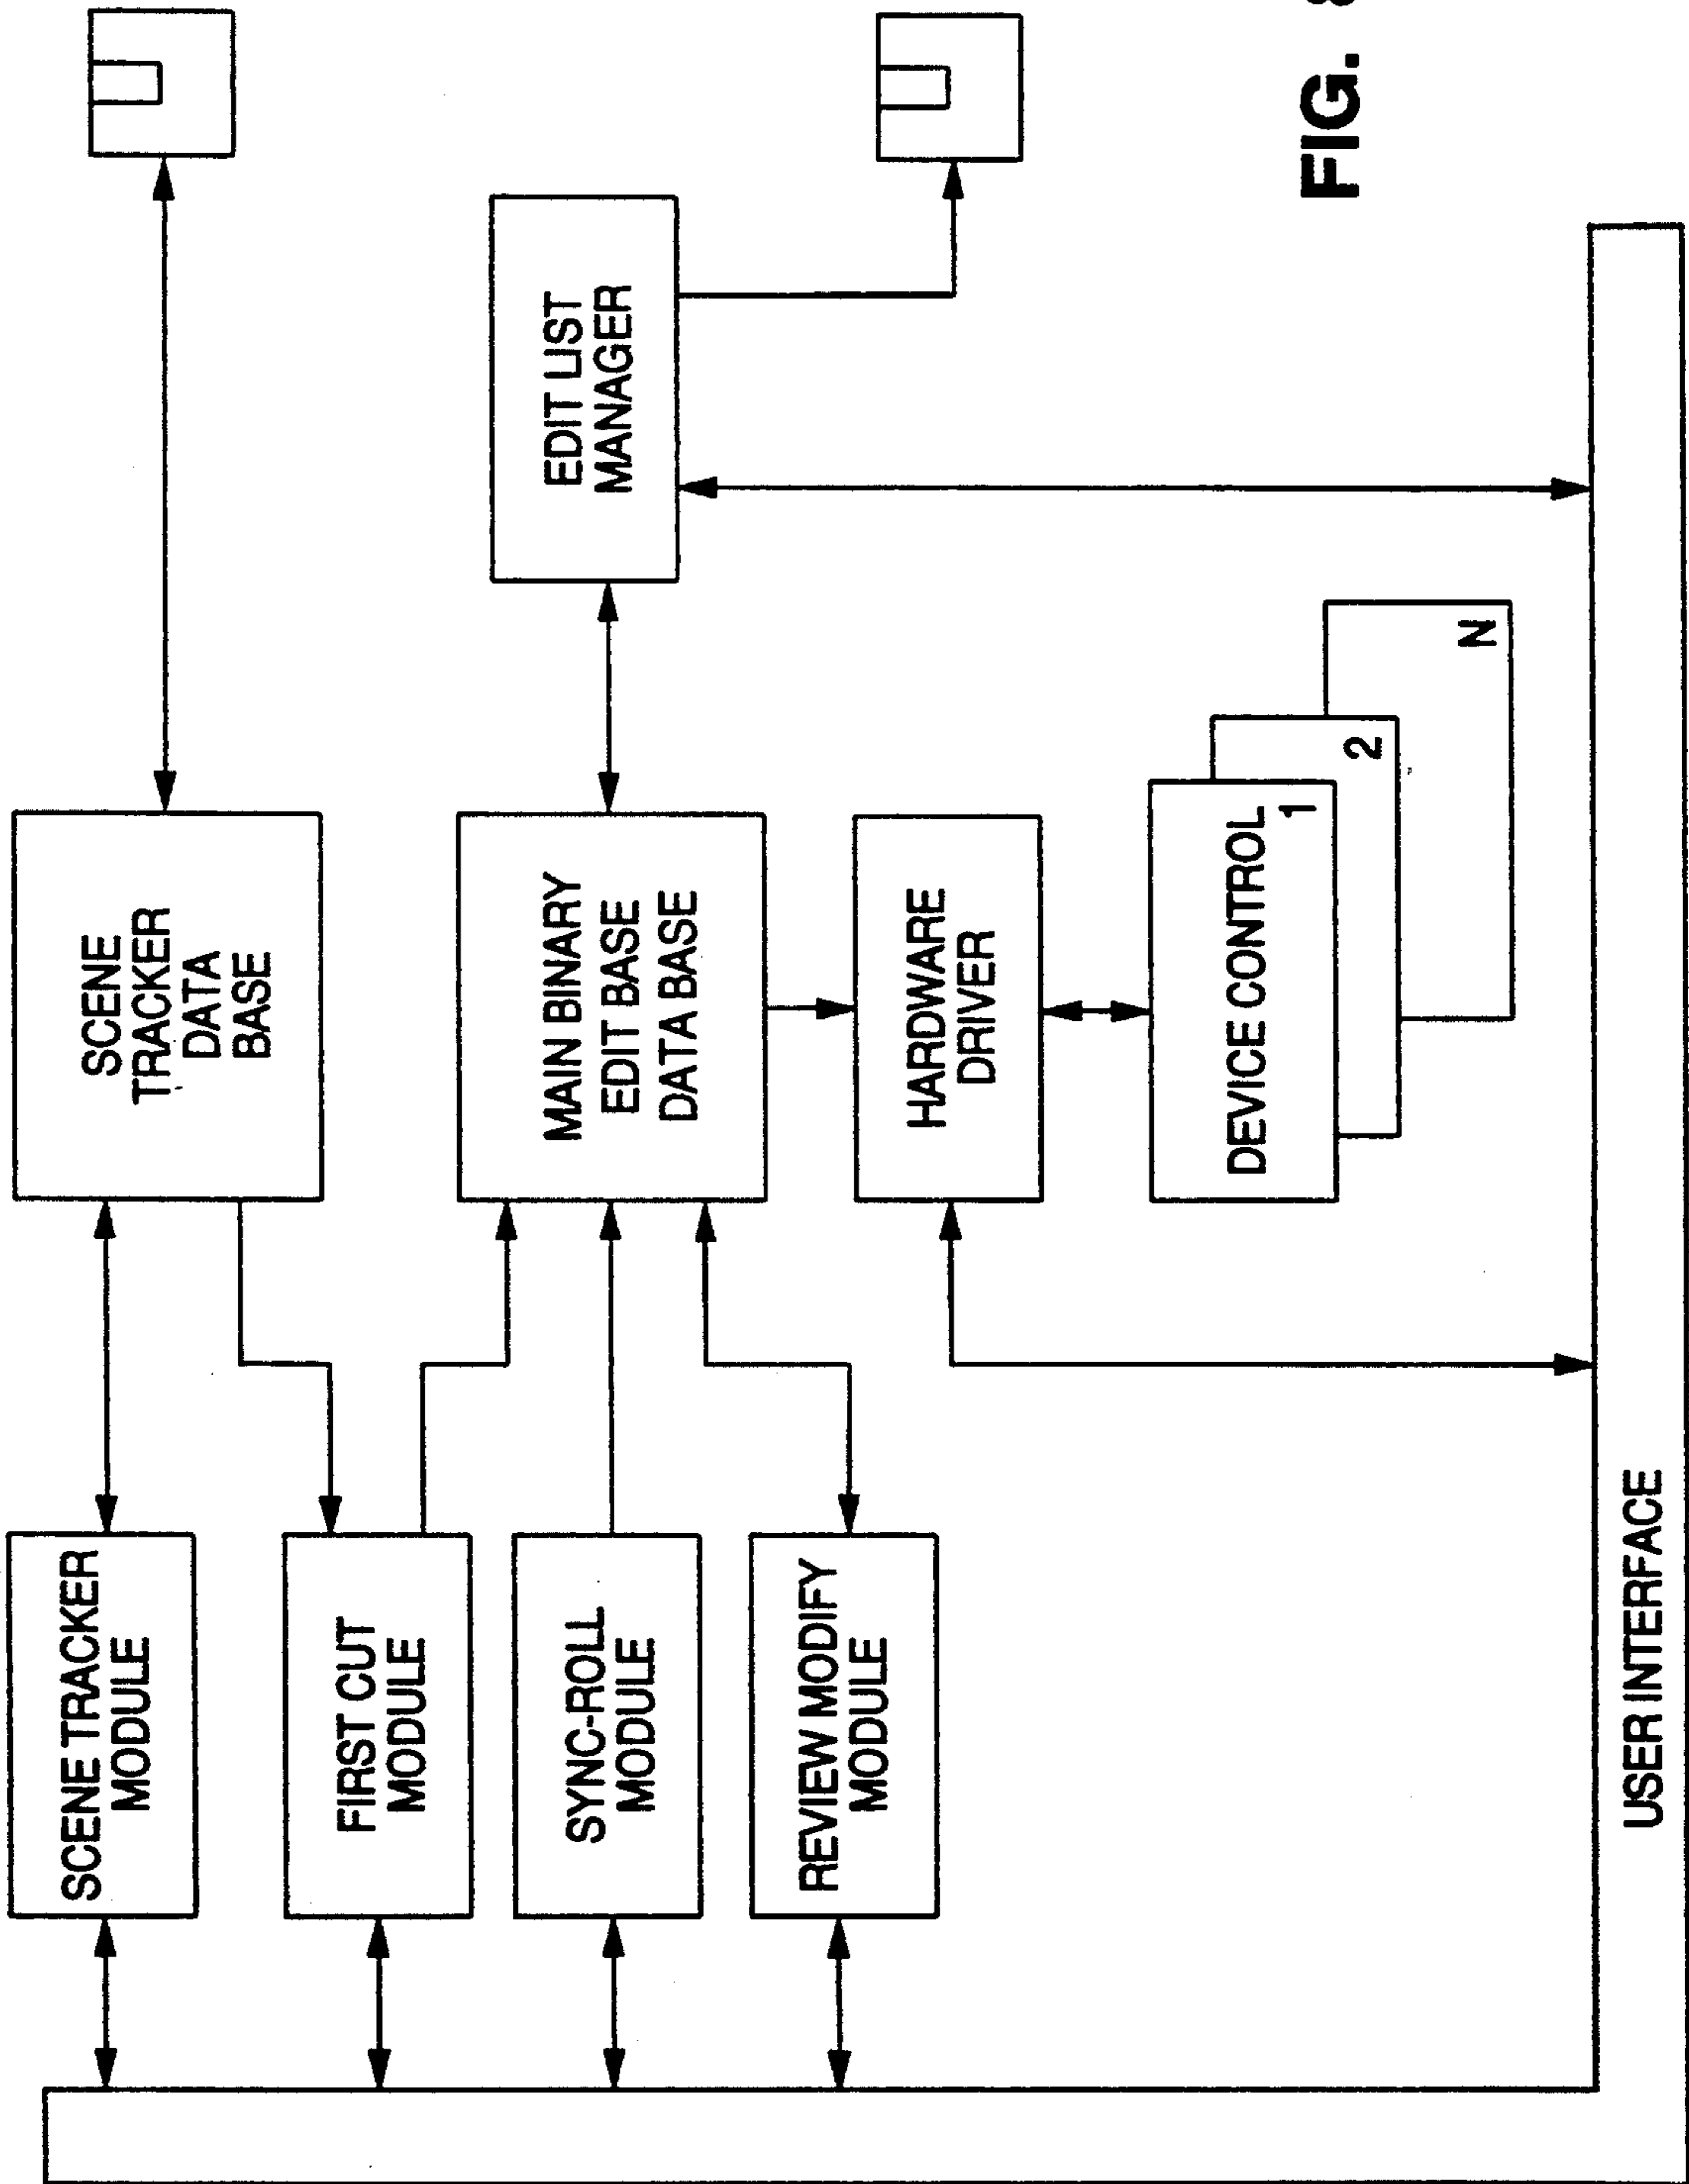 SCENE TRACKER
MODULE
FIRST CUT
MODULE
SYNC-ROLL
MODULE
REVIEW MODIFY
MODULE
SCENE
TRACKER
DATA
BASE
MAIN BINARY
EDIT BASE
DATA BASE
HARDWARE
DRIVER
DEVICE CONTROL
1
2
N
EDIT LIST
MANAGER
USER INTERFACE
FIG.